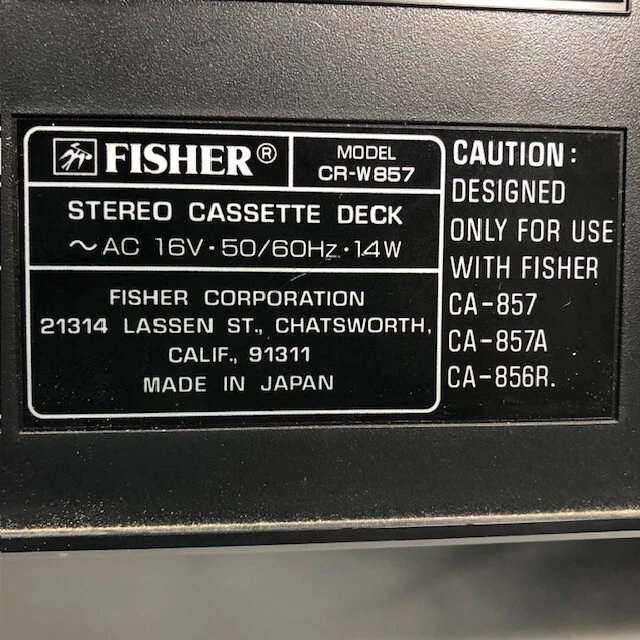 FISHER®
MODEL
CR-W857
STEREO CASSETTE DECK
~AC 16V·50/60Hz·14W
FISHER CORPORATION
21314 LASSEN ST., CHATSWORTH,
CALIF., 91311
MADE IN JAPAN
CAUTION:
DESIGNED
ONLY FOR USE
WITH FISHER
CA-857
CA-857A
CA-856R.